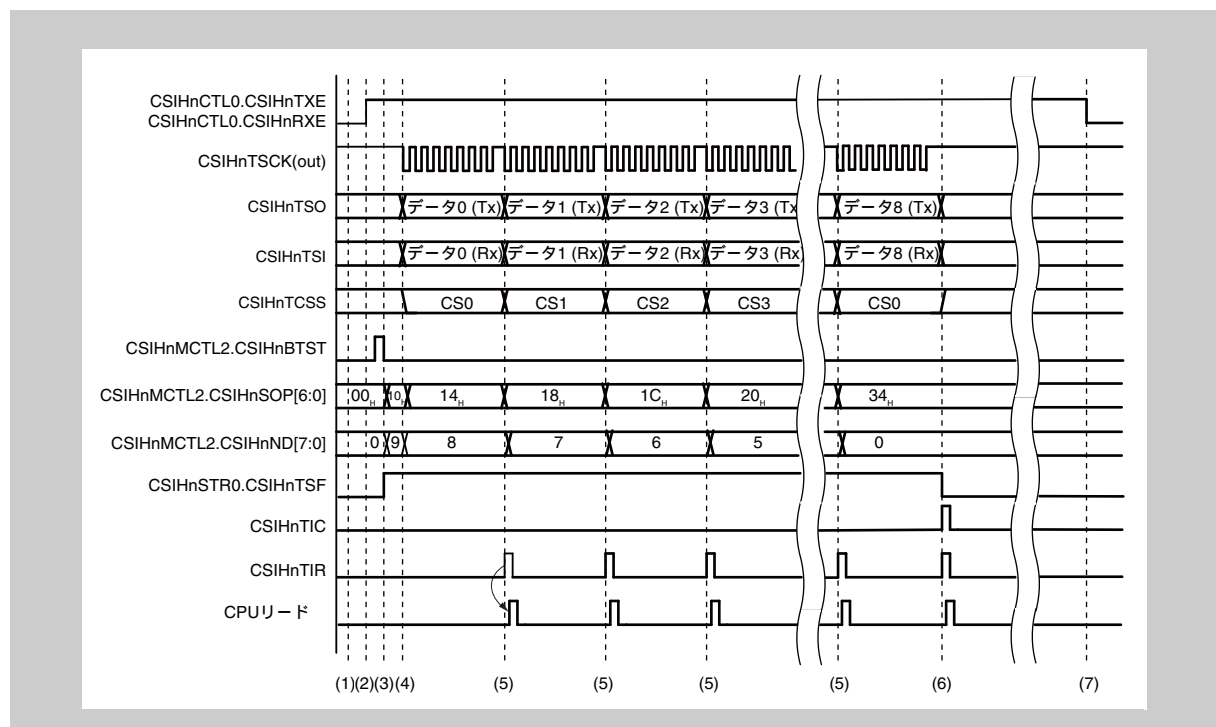 CSIHnCTL0.CSIHnTXE
CSIHnCTL0.CSIHnRXE
CSIHnTSCK(out)
CSIHnTSO データ0 (Tx) データ1 (Tx) データ2 (Tx) データ3 (Tx データ8 (Tx)
CSIHnTSI データ0 (Rx) データ1 (Rx) データ2 (Rx) データ3 (Rx) データ8 (Rx)
CSIHnTCSS CS0 CS1 CS2 CS3 CS0
CSIHnMCTL2.CSIHnBTST
CSIHnMCTL2.CSIHnSOP[6:0] 00H 10H 14H 18H 1CH 20H 34H
CSIHnMCTL2.CSIHnND[7:0] 0 9 8 7 6 5 0
CSIHnSTR0.CSIHnTSF
CSIHnTIC
CSIHnTIR
CPUリード
(1)(2)(3)(4) (5) (5) (5) (5) (6) (7)